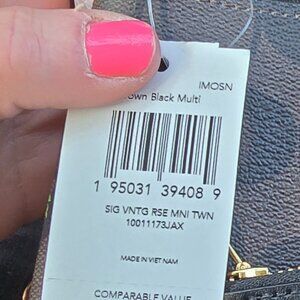 IMOSN
own Black Multi
1 95031 39408 9
SIG VNTG RSE MNI TWN
10011173JAX
MADE IN VIET NAM
COMPARABLE VALUE